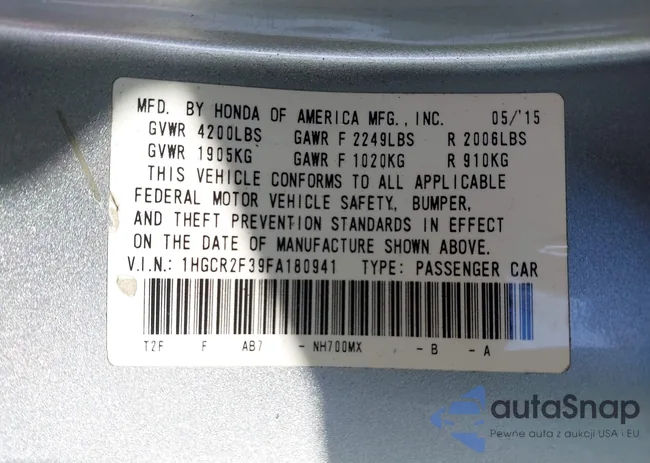 MFD. BY HONDA OF AMERICA MFG., INC. 05/'15
GVWR 4200LBS GAWR F 2249LBS R 2006LBS
GVWR 1905KG GAWR F 1020KG R 910KG
THIS VEHICLE CONFORMS TO ALL APPLICABLE
FEDERAL MOTOR VEHICLE SAFETY, BUMPER,
AND THEFT PREVENTION STANDARDS IN EFFECT
ON THE DATE OF MANUFACTURE SHOWN ABOVE.
V.I.N.: 1HGCR2F39FA180941 TYPE: PASSENGER CAR
T2F F AB7 - NH700MX - B - A
autaSnap
Pewne auta z aukcji USA i EU